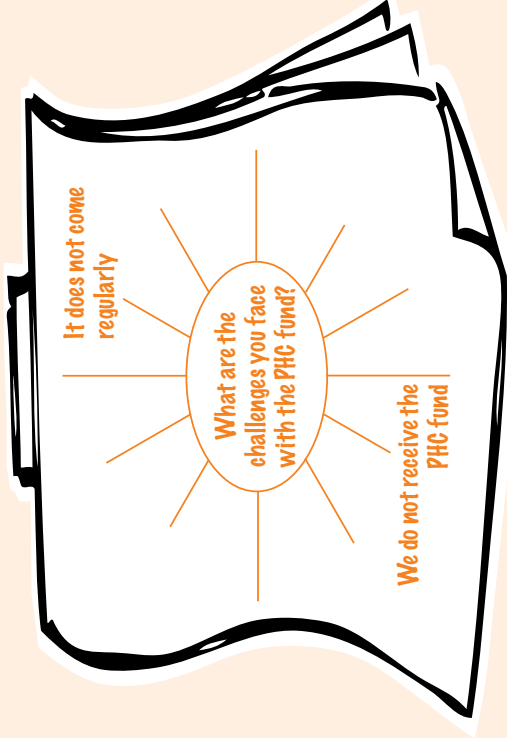 It does not come
regularly
What are the
challenges you face
with the PHC fund?
We do not receive the
PHC fund